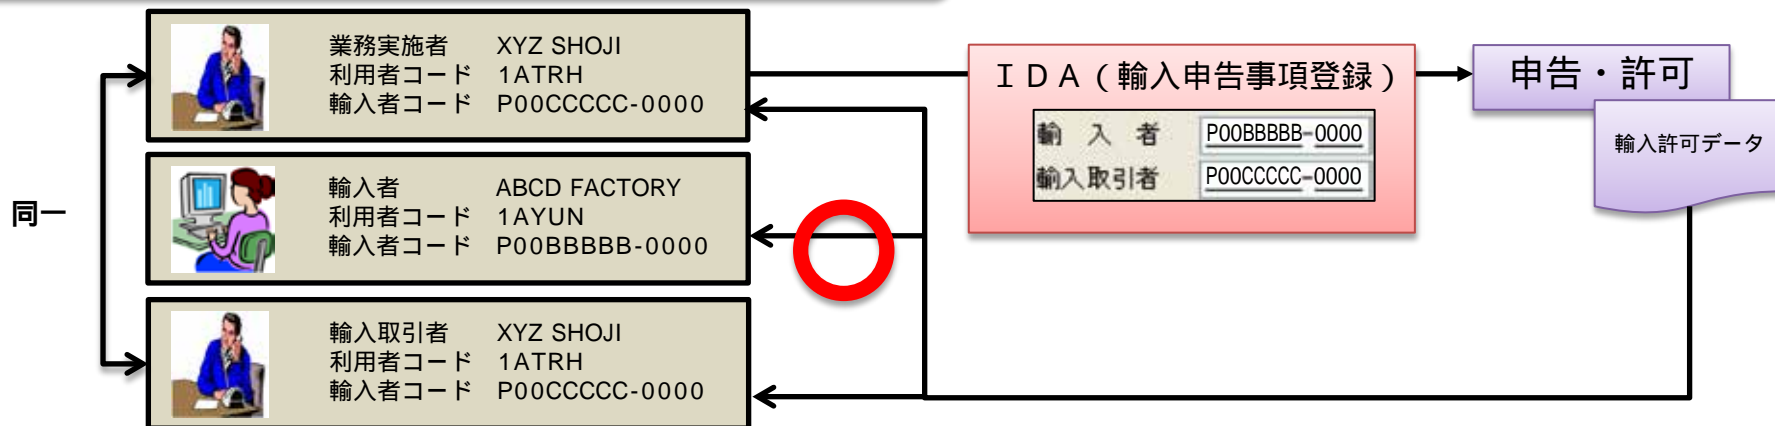 業務実施者 XYZ SHOJI
利用者コード 1ATRH
輸入者コード P00CCCCC-0000
同一
輸入者 ABCD FACTORY
利用者コード 1AYUN
輸入者コード P00BBBBB-0000
輸入取引者 XYZ SHOJI
利用者コード 1ATRH
輸入者コード P00CCCCC-0000
ＩＤＡ（輸入申告事項登録）
輸 入 者 P00BBBBB-0000
輸入取引者 P00CCCCC-0000
申告・許可
輸入許可データ